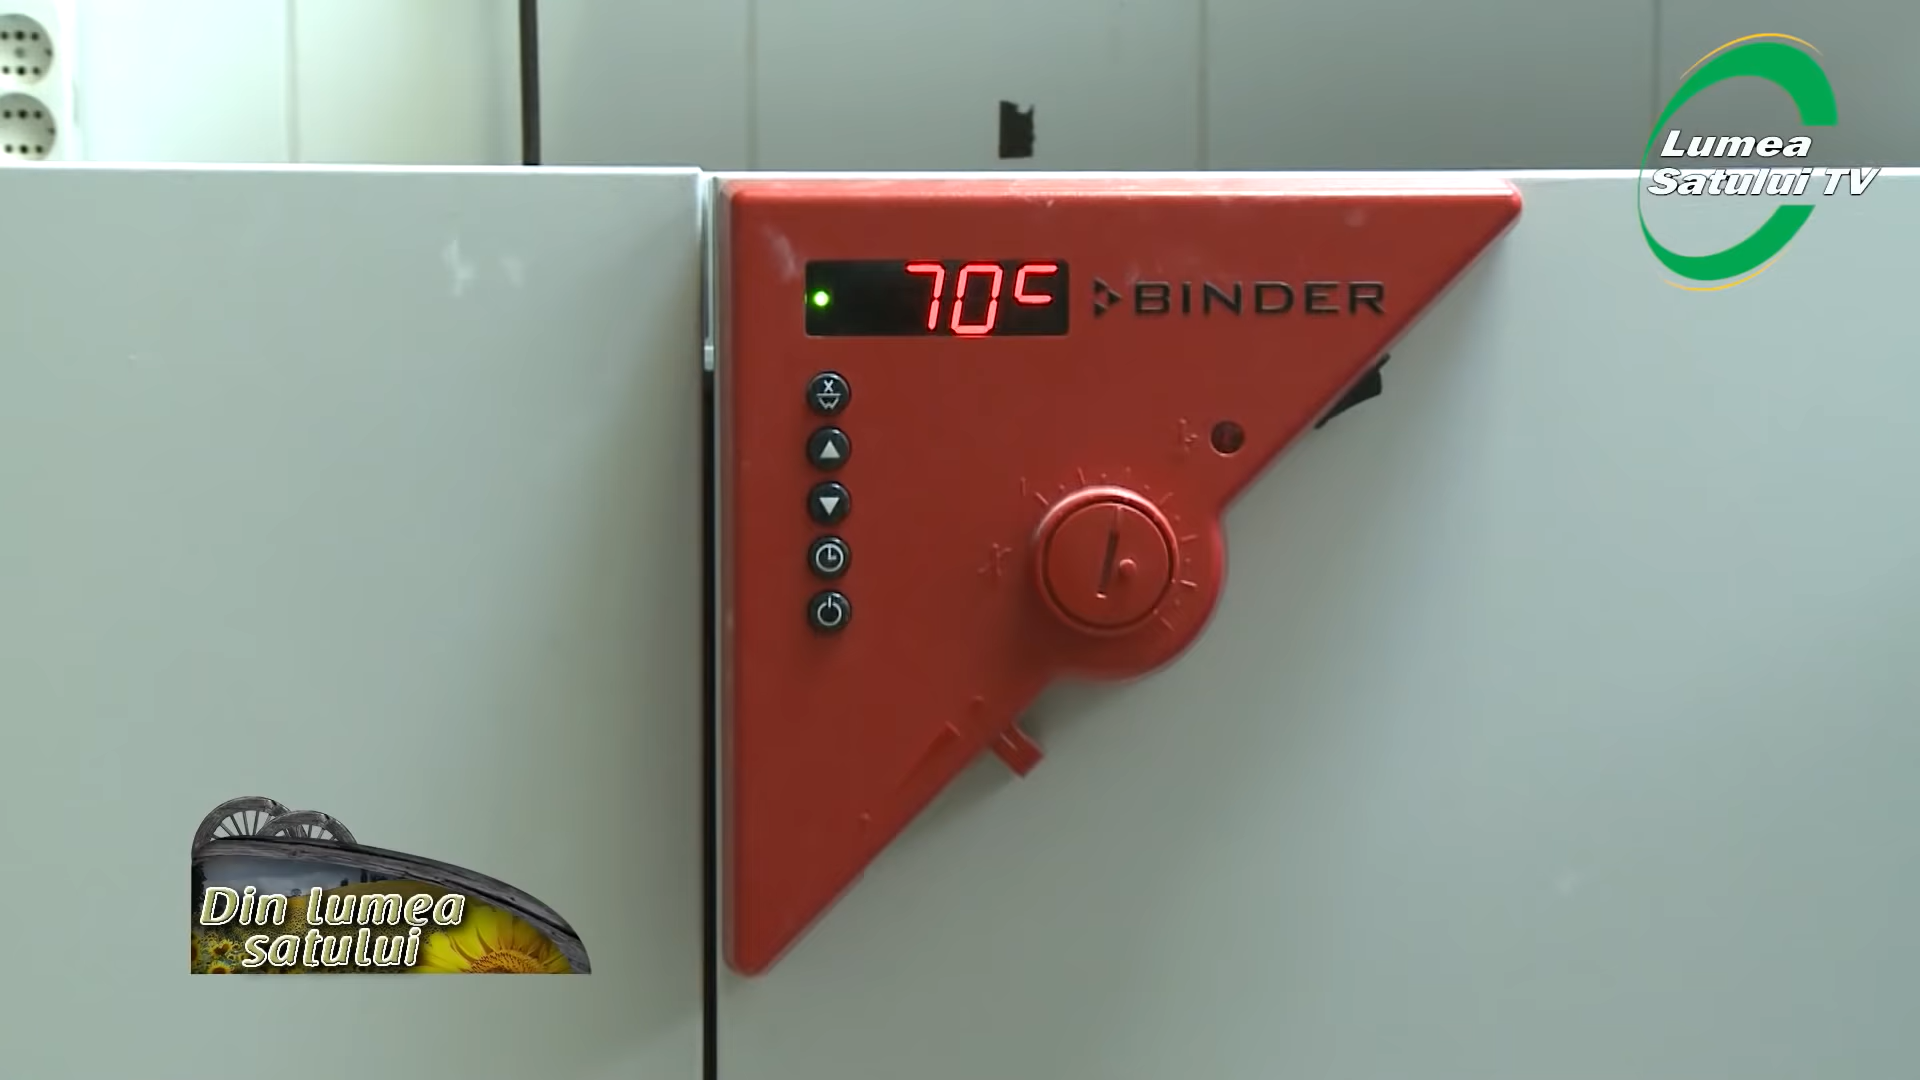 Lumea
Satului TV
70c
BINDER
X
W
Din lumea
satului